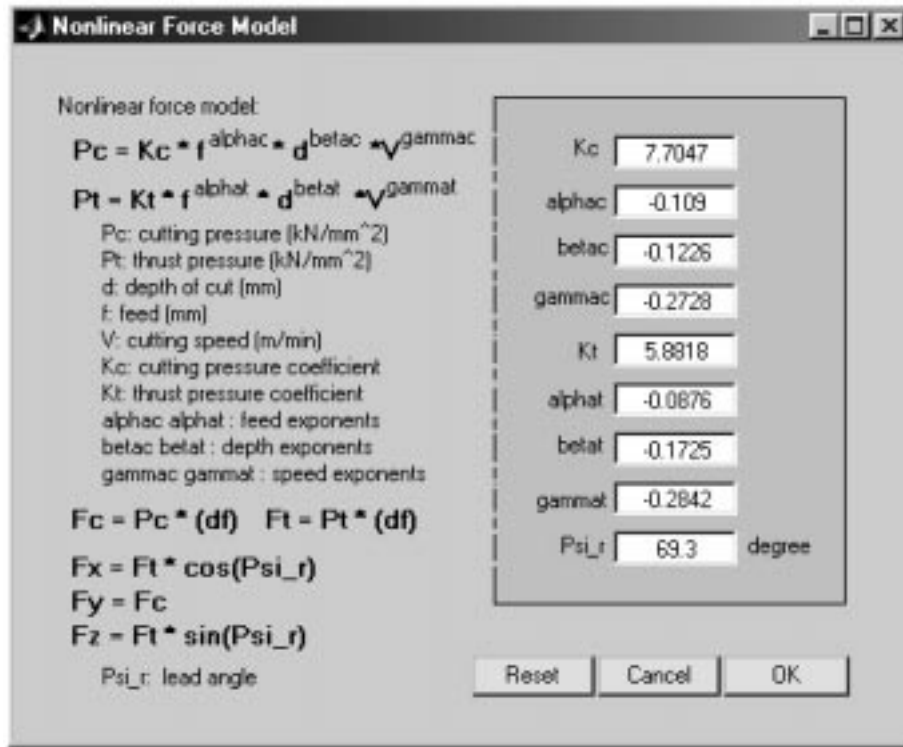 Nonlinear Force Model
Nonlinear force model:
Pc = Kc * f^alphac * d^betac * V^gammac
Pt = Kt * f^alphat * d^betat * V^gammat
Pc: cutting pressure (kN/mm^2)
Pt: thrust pressure (kN/mm^2)
d: depth of cut (mm)
f: feed (mm)
V: cutting speed (m/min)
Kc: cutting pressure coefficient
Kt: thrust pressure coefficient
alphac alphat : feed exponents
betac betat : depth exponents
gammac gammat : speed exponents
Fc = Pc * (df) Ft = Pt * (df)
Fx = Ft * cos(Psi_r)
Fy = Fc
Fz = Ft * sin(Psi_r)
Psi_r: lead angle
Kc 7.7047
alphac -0.109
betac -0.1226
gammac -0.2728
Kt 5.8818
alphat -0.0876
betat -0.1725
gammat -0.2842
Psi_r 69.3 degree
Reset Cancel OK